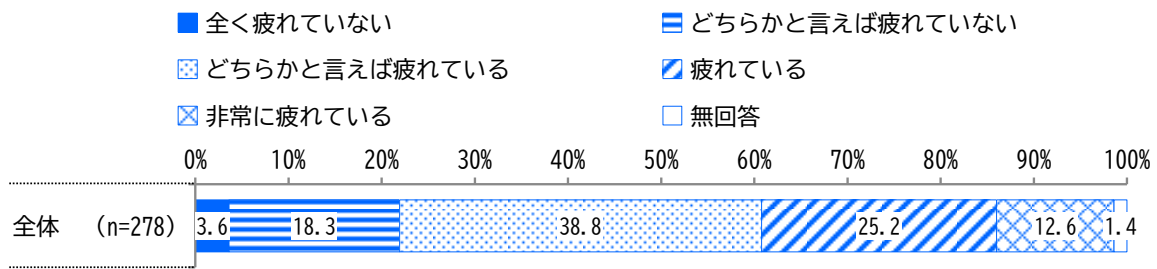 全く疲れていない どちらかと言えば疲れていない
どちらかと言えば疲れている 疲れている
非常に疲れている 無回答
0% 10% 20% 30% 40% 50% 60% 70% 80% 90% 100%
全体 (n=278) 3.6 18.3 38.8 25.2 12.6 1.4